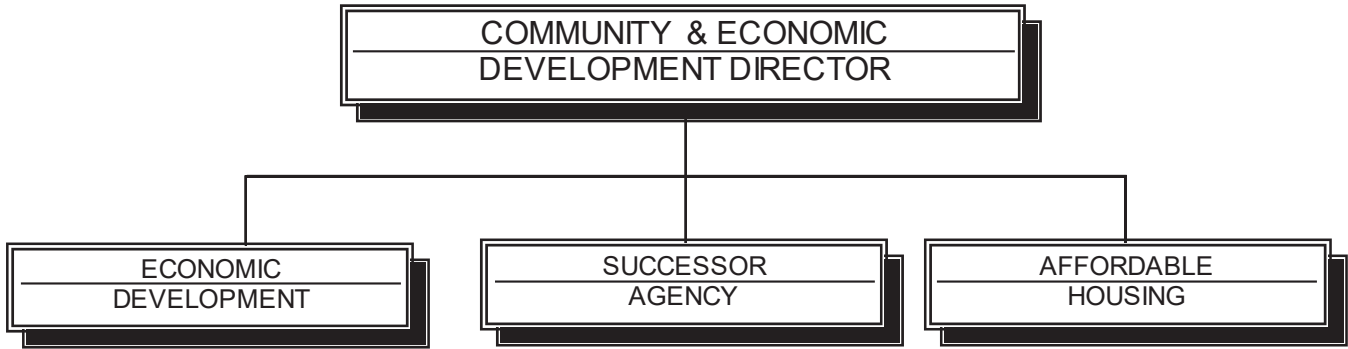 COMMUNITY & ECONOMIC
DEVELOPMENT DIRECTOR
ECONOMIC
DEVELOPMENT
SUCCESSOR
AGENCY
AFFORDABLE
HOUSING